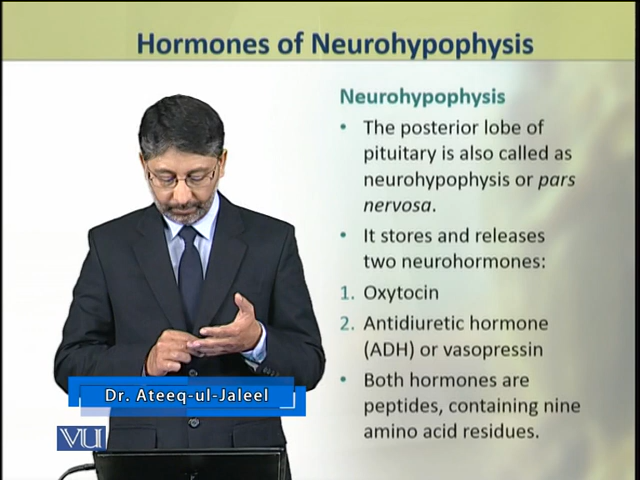 Hormones of Neurohypophysis
Neurohypophysis
• The posterior lobe of
pituitary is also called as
neurohypophysis or pars
nervosa.
• It stores and releases
two neurohormones:
1. Oxytocin
2. Antidiuretic hormone
(ADH) or vasopressin
• Both hormones are
peptides, containing nine
amino acid residues.
Dr. Ateeq-ul-Jaleel
VU